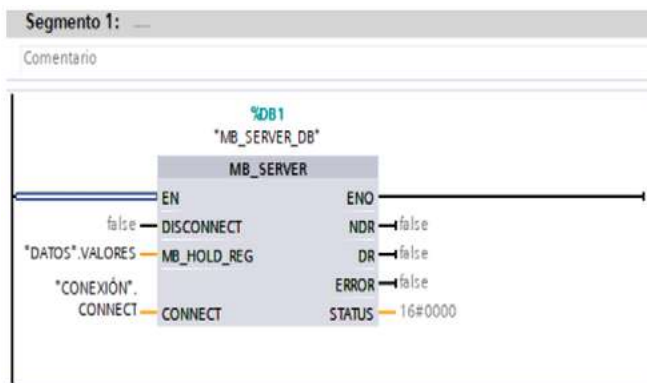 Segmento 1:
Comentario
%DB1
"MB_SERVER_DB"
MB_SERVER
EN ENO
false DISCONNECT NDR false
"DATOS".VALORES MB_HOLD_REG DR false
"CONEXIÓN". ERROR false
CONNECT CONNECT STATUS 16#0000